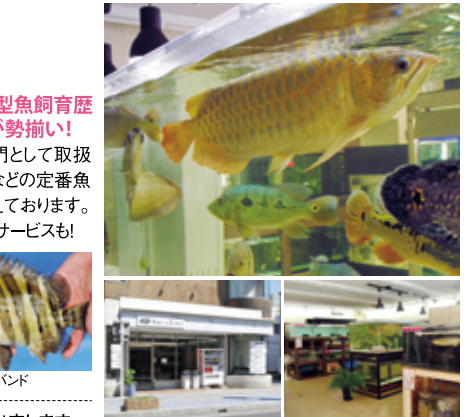 型魚飼育歴
が勢揃い!
門として取扱
などの定番魚
えております。
サービスも!
バンド